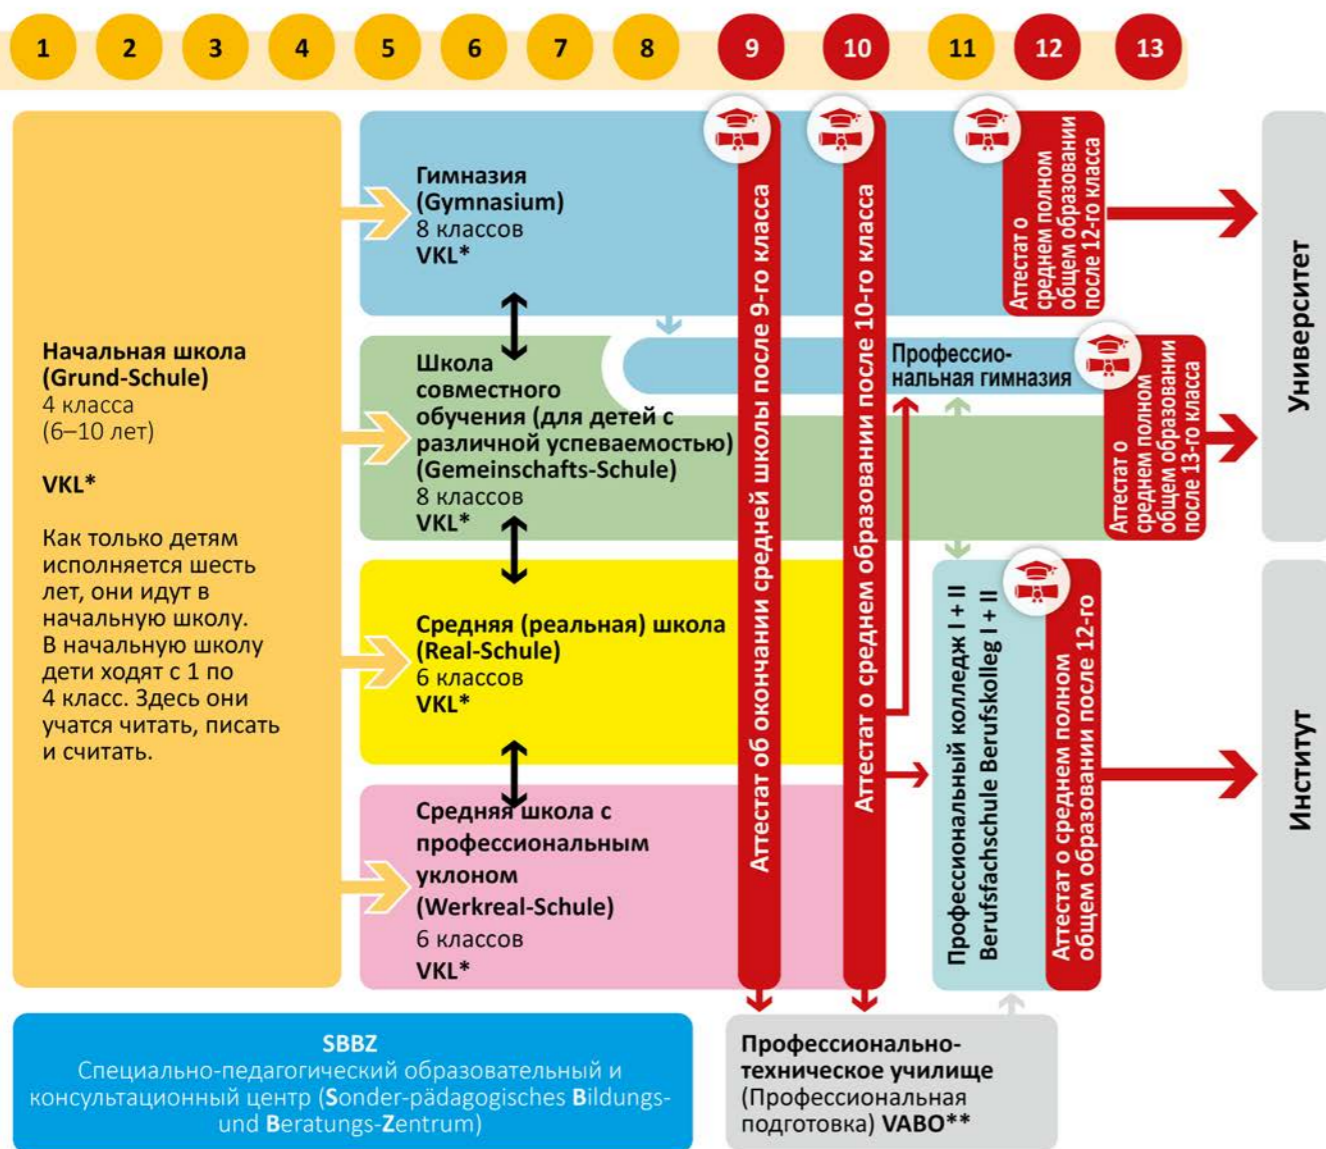 1 2 3 4 5 6 7 8 9 10 11 12 13
Начальная школа
(Grund-Schule)
4 класса
(6–10 лет)
VKL*
Как только детям
исполняется шесть
лет, они идут в
начальную школу.
В начальную школу
дети ходят с 1 по
4 класс. Здесь они
учатся читать, писать
и считать.
Гимназия
(Gymnasium)
8 классов
VKL*
Школа
совместного
обучения (для детей с
различной успеваемостью)
(Gemeinschafts-Schule)
8 классов
VKL*
Средняя (реальная) школа
(Real-Schule)
6 классов
VKL*
Средняя школа с
профессиональным
уклоном
(Werkreal-Schule)
6 классов
VKL*
Аттестат об окончании средней школы после 9-го класса
Аттестат о среднем образовании после 10-го класса
Профессио-
нальная гимназия
Аттестат о
среднем полном
общем образовании
после 12-го класса
Аттестат о
среднем полном
общем образовании
после 13-го класса
Профессиональный колледж I + II
Berufsfachschule Berufskolleg I + II
Аттестат о среднем полном
общем образовании после 12-го
Университет
Институт
SBBZ
Специально-педагогический образовательный и
консультационный центр (Sonder-pädagogisches Bildungs-
und Beratungs-Zentrum)
Профессионально-
техническое училище
(Профессиональная
подготовка) VABO**